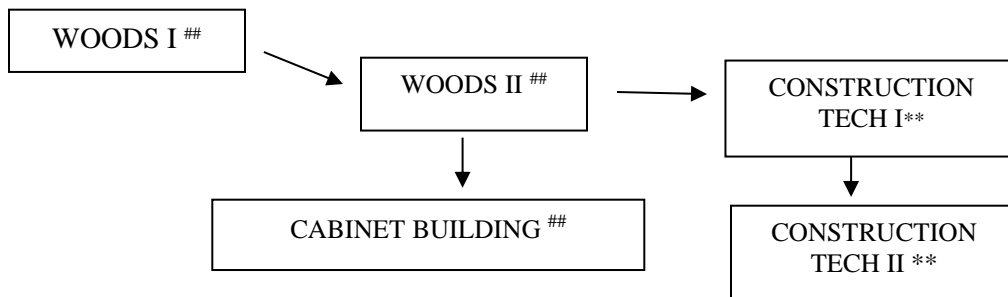 WOODS I ##
WOODS II ##
CONSTRUCTION
TECH I**
CABINET BUILDING ##
CONSTRUCTION
TECH II **